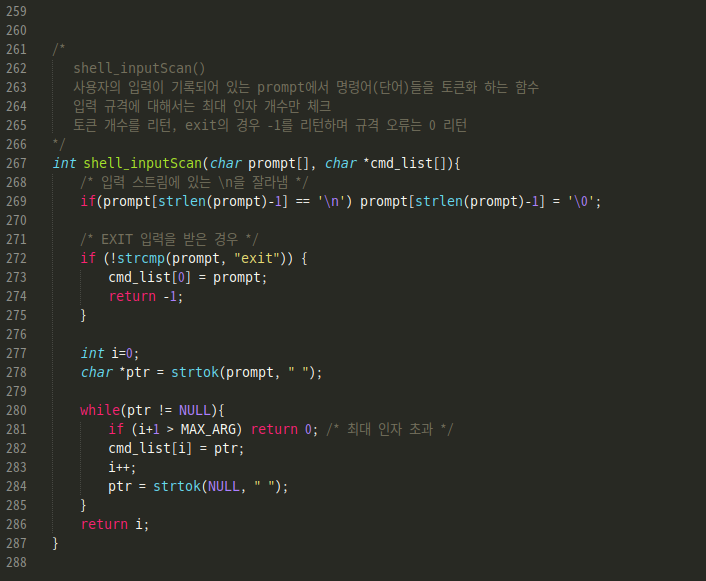 259
260
261 /*
262 shell_inputScan()
263 사용자의 입력이 기록되어 있는 prompt에서 명령어(단어)들을 토큰화 하는 함수
264 입력 규격에 대해서는 최대 인자 개수만 체크
265 토큰 개수를 리턴, exit의 경우 -1를 리턴하며 규격 오류는 0 리턴
266 */
267 int shell_inputScan(char prompt[], char *cmd_list[]){
268 /* 입력 스트림에 있는 \n을 잘라냄 */
269 if(prompt[strlen(prompt)-1] == '\n') prompt[strlen(prompt)-1] = '\0';
270
271 /* EXIT 입력을 받은 경우 */
272 if (!strcmp(prompt, "exit")) {
273 cmd_list[0] = prompt;
274 return -1;
275 }
276
277 int i=0;
278 char *ptr = strtok(prompt, " ");
279
280 while(ptr != NULL){
281 if (i+1 > MAX_ARG) return 0; /* 최대 인자 초과 */
282 cmd_list[i] = ptr;
283 i++;
284 ptr = strtok(NULL, " ");
285 }
286 return i;
287 }
288